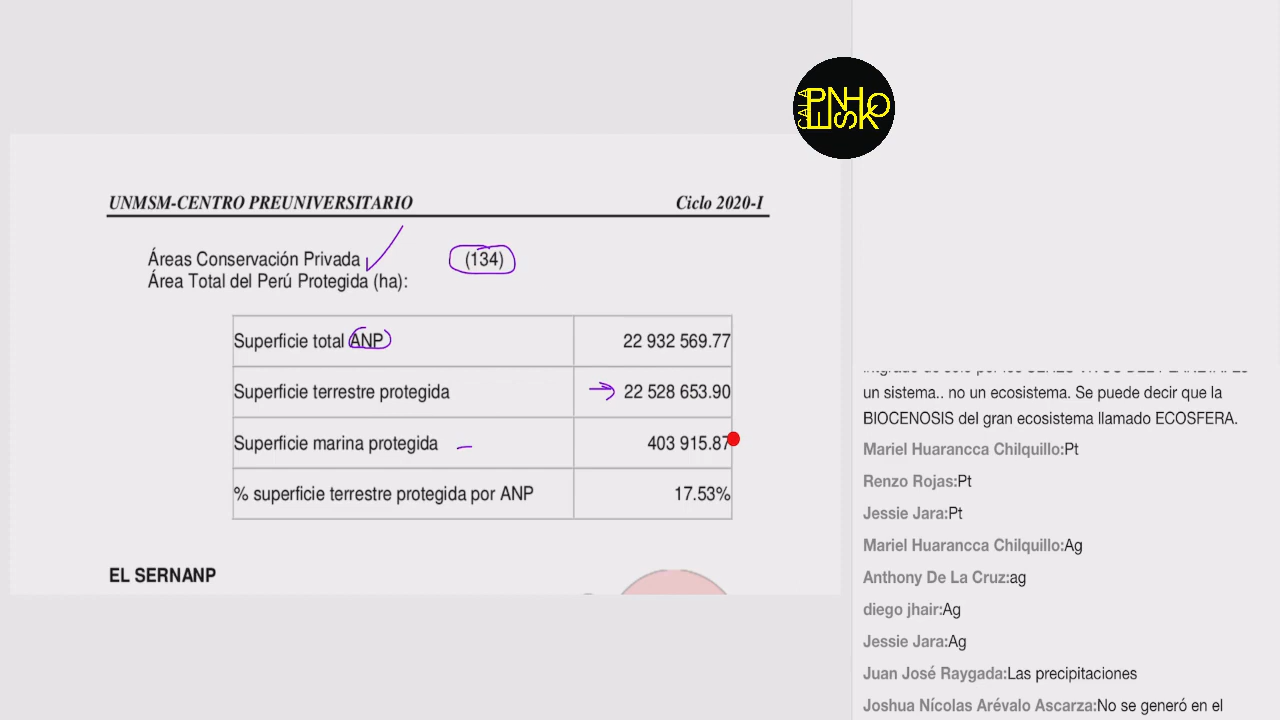 CALA
PENHSKO
UNMSM-CENTRO PREUNIVERSITARIO Ciclo 2020-I
Áreas Conservación Privada (134)
Área Total del Perú Protegida (ha):
Superficie total ANP 22 932 569.77
Superficie terrestre protegida 22 528 653.90
Superficie marina protegida 403 915.87
% superficie terrestre protegida por ANP 17.53%
EL SERNANP
un sistema.. no un ecosistema. Se puede decir que la
BIOCENOSIS del gran ecosistema llamado ECOSFERA.
Mariel Huarancca Chilquillo:Pt
Renzo Rojas:Pt
Jessie Jara:Pt
Mariel Huarancca Chilquillo:Ag
Anthony De La Cruz:ag
diego jhair:Ag
Jessie Jara:Ag
Juan José Raygada:Las precipitaciones
Joshua Nícolas Arévalo Ascarza:No se generó en el